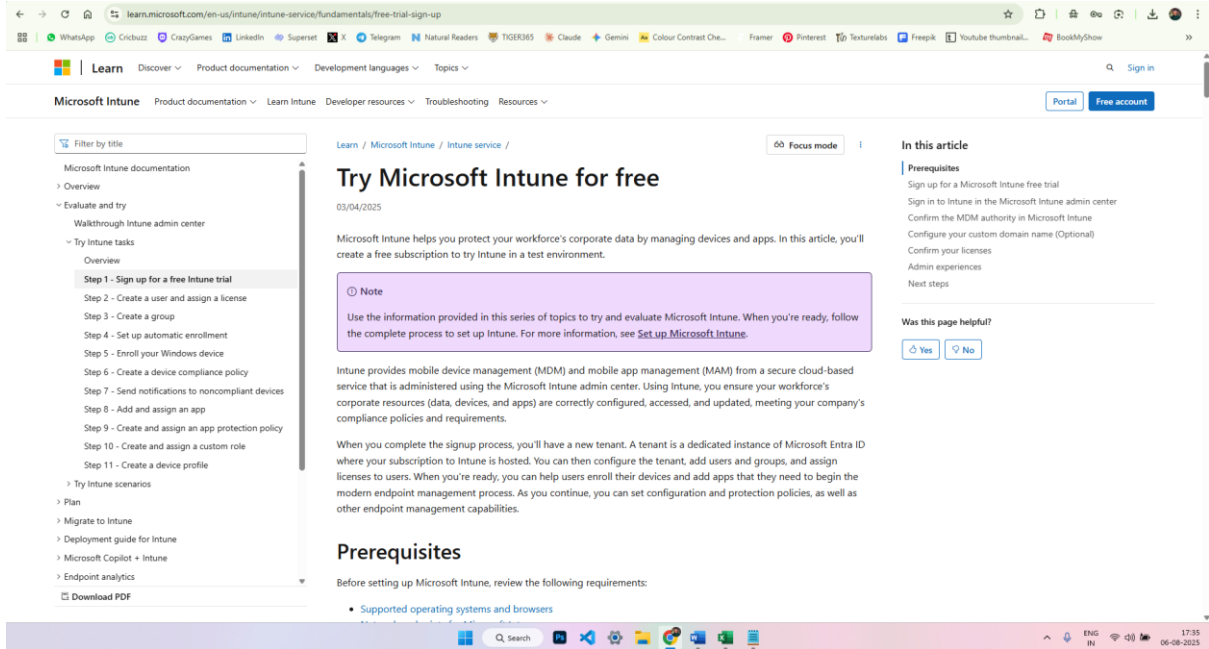 learn.microsoft.com/en-us/intune/intune-service/fundamentals/free-trial-sign-up
WhatsApp Cricbuzz CrazyGames LinkedIn Superset X Telegram Natural Readers TIGER365 Claude Gemini Colour Contrast Che... Framer Pinterest Texturelabs Freepik Youtube thumbnail... BookMyShow »
Learn Discover Product documentation Development languages Topics Sign in
Microsoft Intune Product documentation Learn Intune Developer resources Troubleshooting Resources Portal Free account
Filter by title
Microsoft Intune documentation
Overview
Evaluate and try
Walkthrough Intune admin center
Try Intune tasks
Overview
Step 1 - Sign up for a free Intune trial
Step 2 - Create a user and assign a license
Step 3 - Create a group
Step 4 - Set up automatic enrollment
Step 5 - Enroll your Windows device
Step 6 - Create a device compliance policy
Step 7 - Send notifications to noncompliant devices
Step 8 - Add and assign an app
Step 9 - Create and assign an app protection policy
Step 10 - Create and assign a custom role
Step 11 - Create a device profile
Try Intune scenarios
Plan
Migrate to Intune
Deployment guide for Intune
Microsoft Copilot + Intune
Endpoint analytics
Download PDF
Learn / Microsoft Intune / Intune service /
Focus mode
Try Microsoft Intune for free
03/04/2025
Microsoft Intune helps you protect your workforce's corporate data by managing devices and apps. In this article, you'll
create a free subscription to try Intune in a test environment.
Note
Use the information provided in this series of topics to try and evaluate Microsoft Intune. When you're ready, follow
the complete process to set up Intune. For more information, see Set up Microsoft Intune.
Intune provides mobile device management (MDM) and mobile app management (MAM) from a secure cloud-based
service that is administered using the Microsoft Intune admin center. Using Intune, you ensure your workforce's
corporate resources (data, devices, and apps) are correctly configured, accessed, and updated, meeting your company's
compliance policies and requirements.
When you complete the signup process, you'll have a new tenant. A tenant is a dedicated instance of Microsoft Entra ID
where your subscription to Intune is hosted. You can then configure the tenant, add users and groups, and assign
licenses to users. When you're ready, you can help users enroll their devices and add apps that they need to begin the
modern endpoint management process. As you continue, you can set configuration and protection policies, as well as
other endpoint management capabilities.
Prerequisites
Before setting up Microsoft Intune, review the following requirements:
• Supported operating systems and browsers
In this article
Prerequisites
Sign up for a Microsoft Intune free trial
Sign in to Intune in the Microsoft Intune admin center
Confirm the MDM authority in Microsoft Intune
Configure your custom domain name (Optional)
Confirm your licenses
Admin experiences
Next steps
Was this page helpful?
Yes No
Search
ENG
IN
17:35
06-08-2025